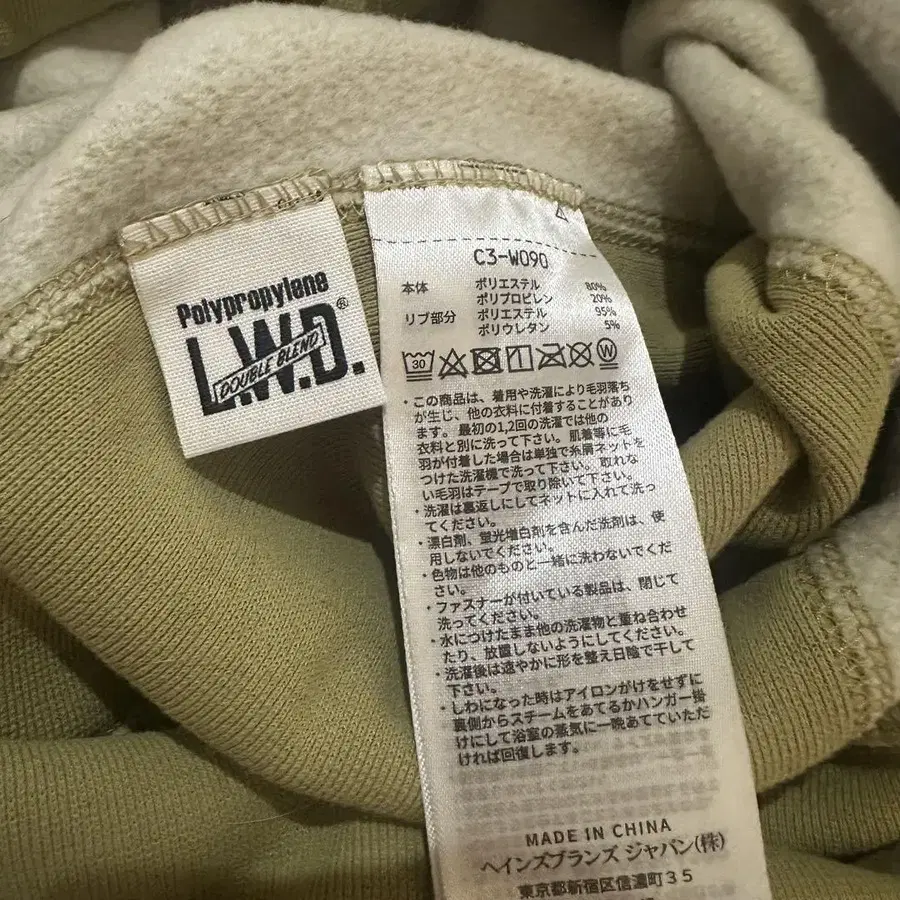 Polypropylene
L.W.D.®
DOUBLE BLEND
C3-W090
本体 ポリエステル 80%
ポリプロピレン 20%
リブ部分 ポリエステル 95%
ポリウレタン 5%
30
W
・この商品は、着用や洗濯により毛羽落ち
が生じ、他の衣料に付着することがあり
ます。最初の1,2回の洗濯では他の
衣料と別に洗って下さい。肌着等に毛
羽が付着した場合は単独で糸屑ネットを
つけた洗濯機で洗って下さい。取れな
い毛羽はテープで取り除いて下さい。
・洗濯は裏返しにしてネットに入れて洗っ
てください。
・漂白剤、蛍光増白剤を含んだ洗剤は、使
用しないでください。
・色物は他のものと一緒に洗わないでくだ
さい。
・ファスナーが付いている製品は、閉じて
洗ってください。
・水につけたまま他の洗濯物と重ね合わせ
たり、放置しないようにしてください。
・洗濯後は速やかに形を整え日陰で干して
下さい。
・しわになった時はアイロンがけをせずに
裏側からスチームをあてるかハンガー掛
けにして浴室の蒸気に一晩あてていただ
ければ回復します。
MADE IN CHINA
ヘインズブランズ ジャパン(株)
東京都新宿区信濃町35